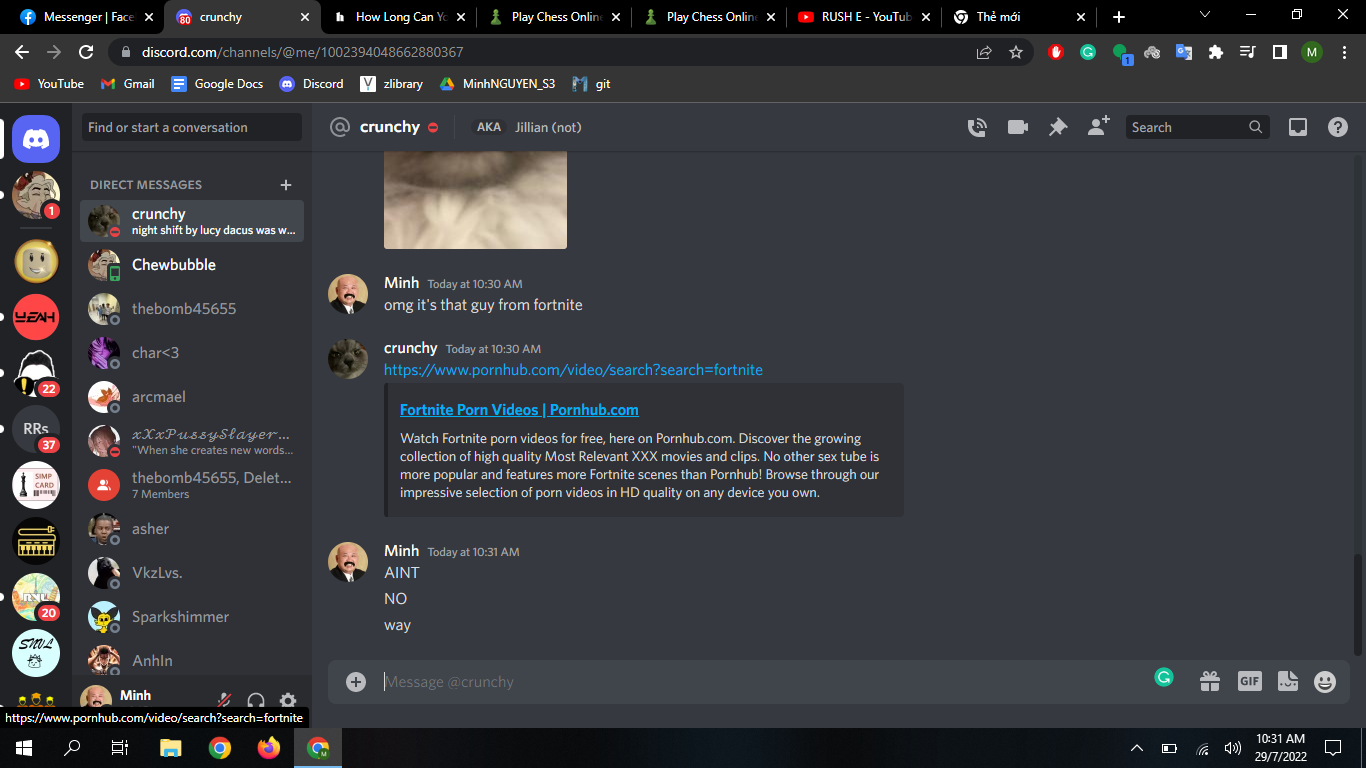 Messenger | Face
80
crunchy
How Long Can Yo
Play Chess Online
Play Chess Online
RUSH E - YouTub
Thẻ mới
discord.com/channels/@me/1002394048662880367
1
M
YouTube
Gmail
Google Docs
Discord
zlibrary
MinhNGUYEN_S3
git
Find or start a conversation
crunchy
AKA
Jillian (not)
Search
DIRECT MESSAGES
crunchy
night shift by lucy dacus was w...
Chewbubble
thebomb45655
char<3
arcmael
𝔁𝓧𝔁𝓟𝓾𝓼𝓼𝔂𝓢𝓵𝓪𝔂𝓮𝓻...
"When she creates new words...
thebomb45655, Delet...
7 Members
asher
VkzLvs.
Sparkshimmer
AnhIn
Minh
1
YEAH
22
RRs
37
SIMP
CARD
20
SNVL
Minh Today at 10:30 AM
omg it's that guy from fortnite
crunchy Today at 10:30 AM
https://www.pornhub.com/video/search?search=fortnite
Fortnite Porn Videos | Pornhub.com
Watch Fortnite porn videos for free, here on Pornhub.com. Discover the growing
collection of high quality Most Relevant XXX movies and clips. No other sex tube is
more popular and features more Fortnite scenes than Pornhub! Browse through our
impressive selection of porn videos in HD quality on any device you own.
Minh Today at 10:31 AM
AINT
NO
way
Message @crunchy
GIF
https://www.pornhub.com/video/search?search=fortnite
10:31 AM
29/7/2022